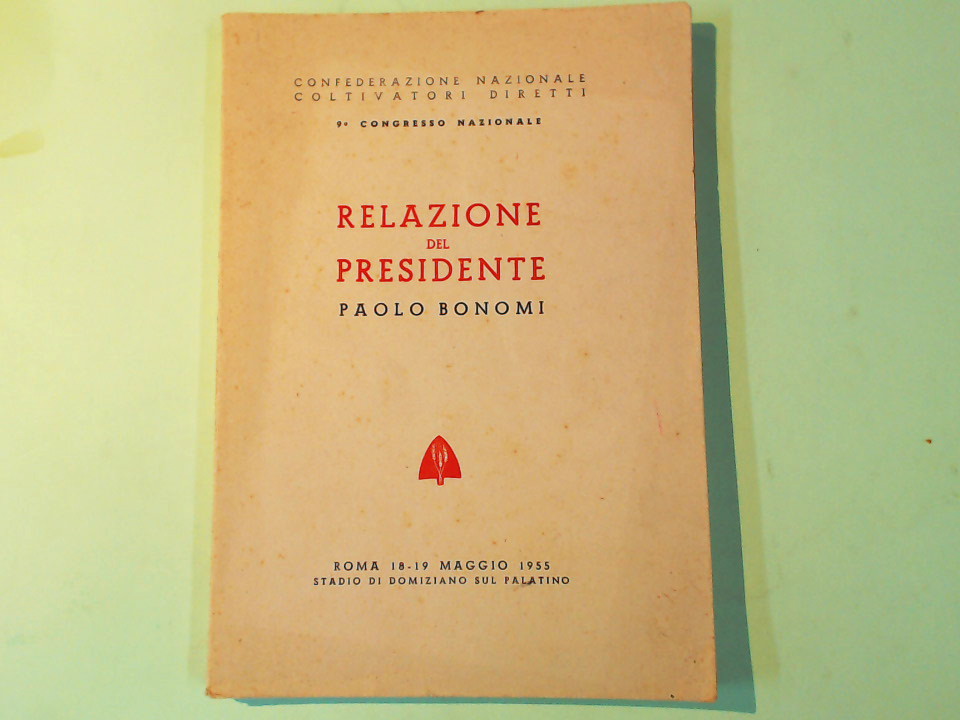 CONFEDERAZIONE NAZIONALE
COLTIVATORI DIRETTI
9º CONGRESSO NAZIONALE
RELAZIONE
DEL
PRESIDENTE
PAOLO BONOMI
ROMA 18-19 MAGGIO 1955
STADIO DI DOMIZIANO SUL PALATINO